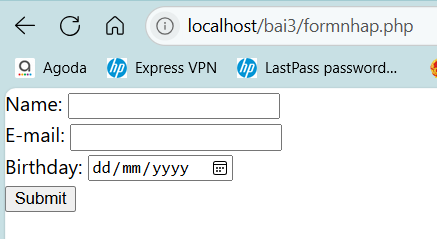 localhost/bai3/formnhap.php
Agoda Express VPN LastPass password...
Name:
E-mail:
Birthday: dd/mm/yyyy
Submit